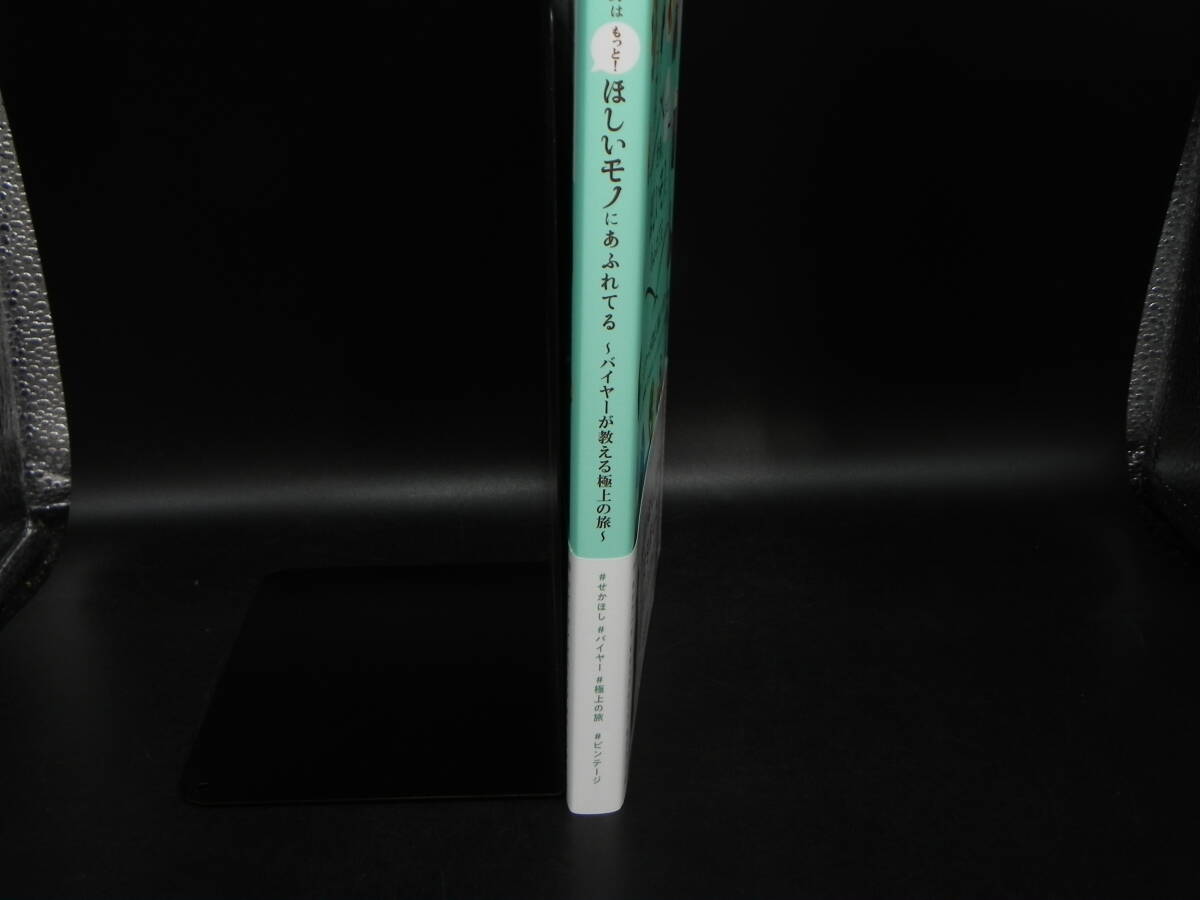 は
もっと!
ほしいモノにあふれてる
〜バイヤーが教える極上の旅〜
#せかほし #バイヤー #極上の旅 #ビンテージ